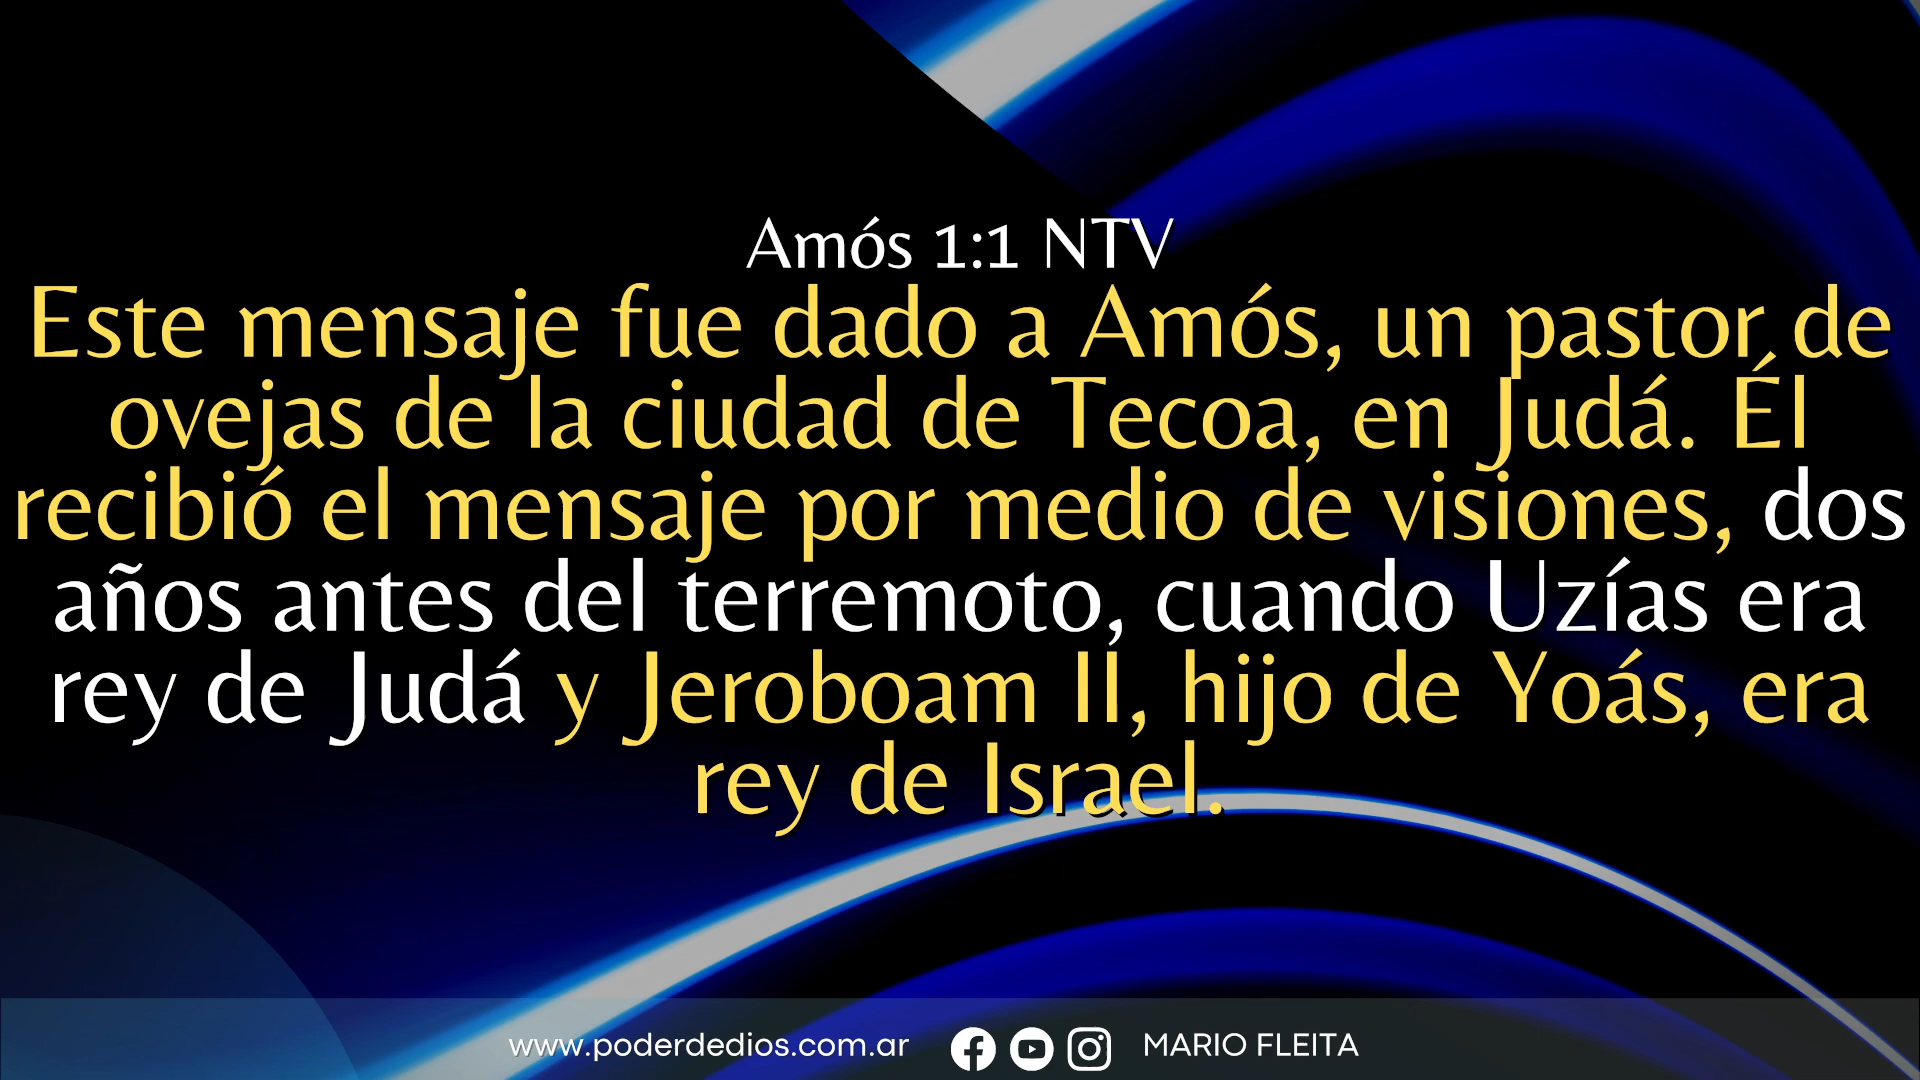 Amós 1:1 NTV
Este mensaje fue dado a Amós, un pastor de
ovejas de la ciudad de Tecoa, en Judá. Él
recibió el mensaje por medio de visiones, dos
años antes del terremoto, cuando Uzías era
rey de Judá y Jeroboam II, hijo de Yoás, era
rey de Israel.
www.poderdedios.com.ar MARIO FLEITA